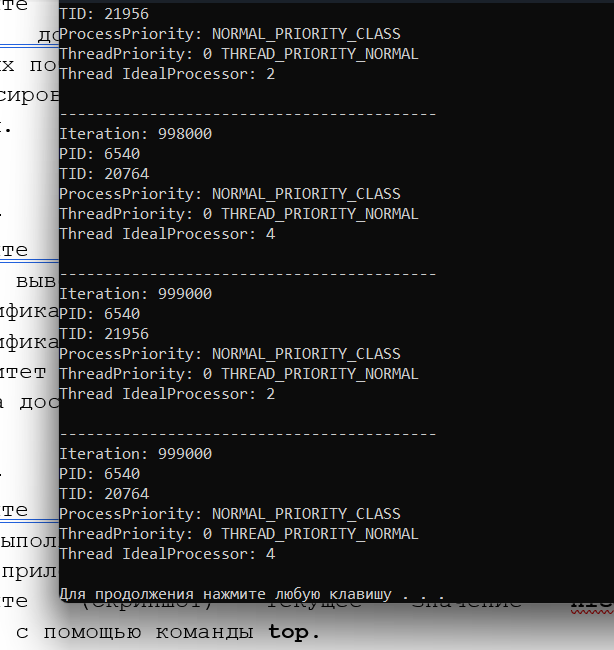 TID: 21956
ProcessPriority: NORMAL_PRIORITY_CLASS
ThreadPriority: 0 THREAD_PRIORITY_NORMAL
Thread IdealProcessor: 2
------------------------------------------
Iteration: 998000
PID: 6540
TID: 20764
ProcessPriority: NORMAL_PRIORITY_CLASS
ThreadPriority: 0 THREAD_PRIORITY_NORMAL
Thread IdealProcessor: 4
------------------------------------------
Iteration: 999000
PID: 6540
TID: 21956
ProcessPriority: NORMAL_PRIORITY_CLASS
ThreadPriority: 0 THREAD_PRIORITY_NORMAL
Thread IdealProcessor: 2
------------------------------------------
Iteration: 999000
PID: 6540
TID: 20764
ProcessPriority: NORMAL_PRIORITY_CLASS
ThreadPriority: 0 THREAD_PRIORITY_NORMAL
Thread IdealProcessor: 4
Для продолжения нажмите любую клавишу . . .
с помощью команды top.